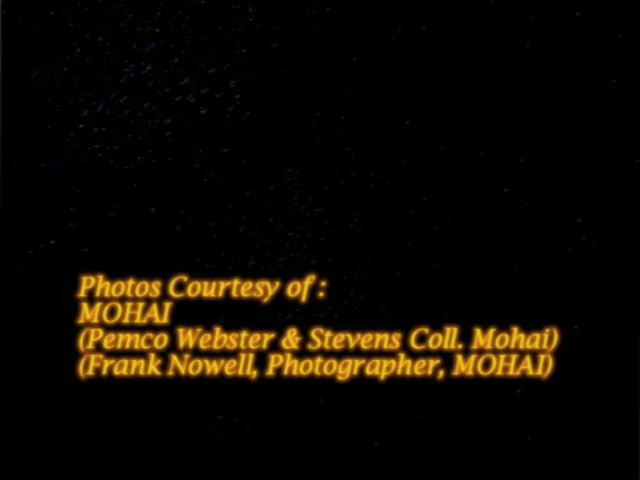 Photos Courtesy of :
MOHAI
(Pemco Webster & Stevens Coll. Mohai)
(Frank Nowell, Photographer, MOHAI)